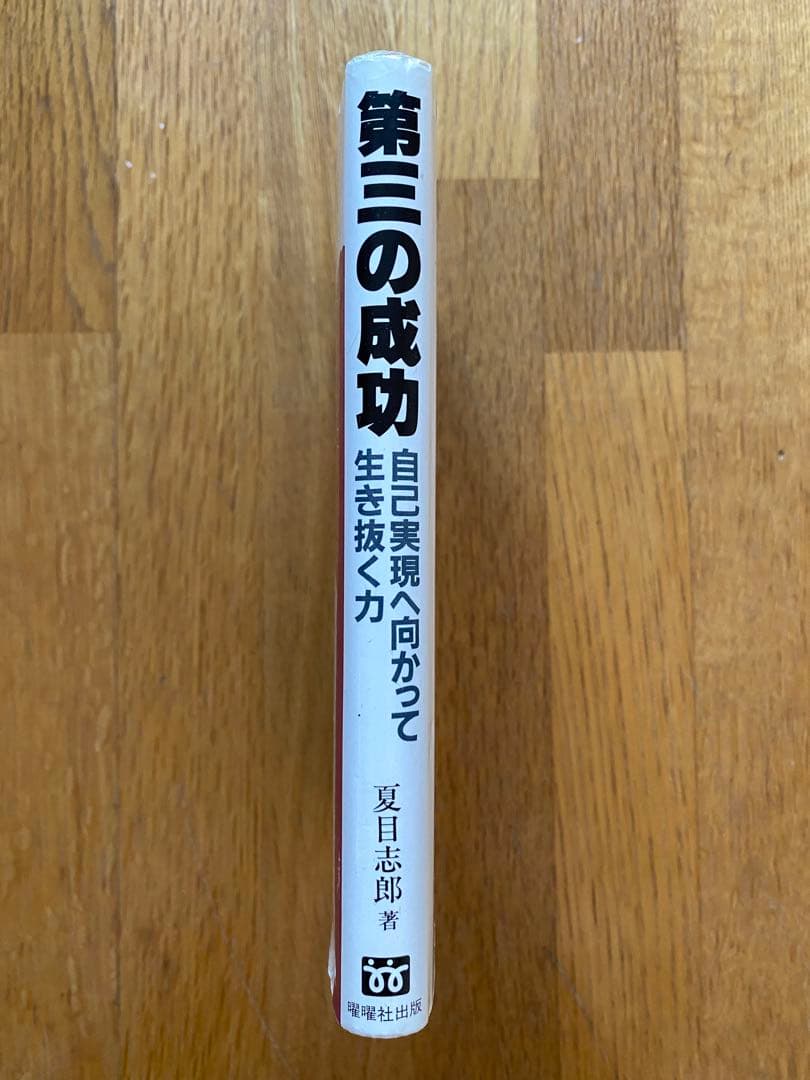 第三の成功
自己実現へ向かって
生き抜く力
夏目志郎 著
曜曜社出版